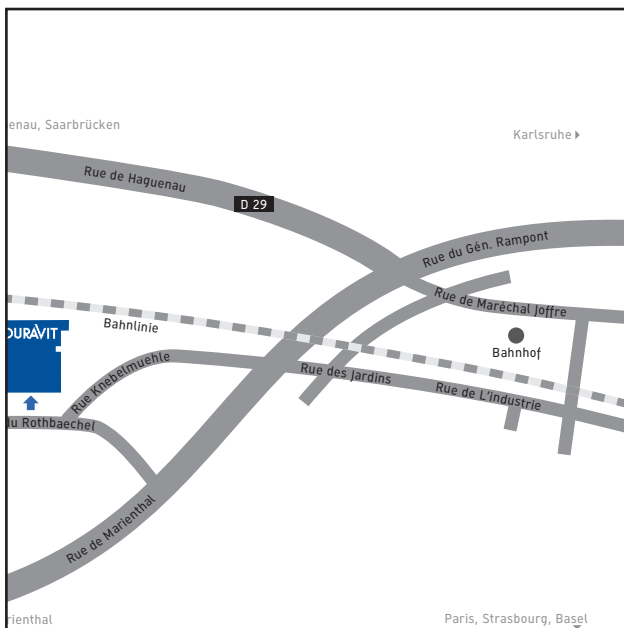 enau, Saarbrücken
Karlsruhe
Rue de Haguenau
D 29
Rue du Gén. Rampont
Rue de Maréchal Joffre
Bahnlinie
DURAVIT
Bahnhof
Rue Knebelmuehle
Rue des Jardins
Rue de L'industrie
du Rothbaechel
Rue de Marienthal
rienthal
Paris, Strasbourg, Basel